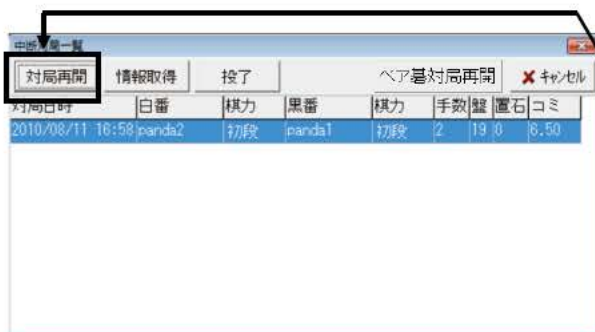 中断対局一覧
対局再開 情報取得 投了 ペア碁対局再開 キャンセル
対局日時 白番 棋力 黒番 棋力 手数 盤 置石 コミ
2010/08/11 16:58 panda2 初段 panda1 初段 2 19 0 6.50